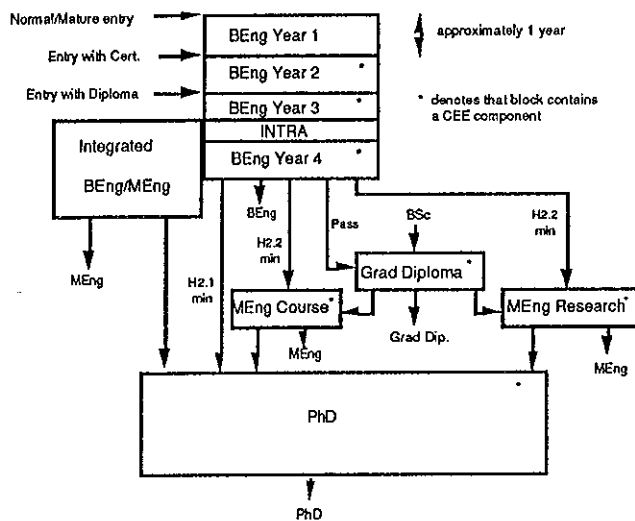 Normal/Mature entry
BEng Year 1
approximately 1 year
Entry with Cert.
BEng Year 2 *
Entry with Diploma
BEng Year 3 *
* denotes that block contains
a CEE component
INTRA
Integrated
BEng/MEng
BEng Year 4 *
BEng
Pass
BSc
H2.2
min
H2.2
min
MEng
H2.1
min
Grad Diploma *
MEng Course *
MEng Research *
MEng
Grad Dip.
MEng
*
PhD
PhD